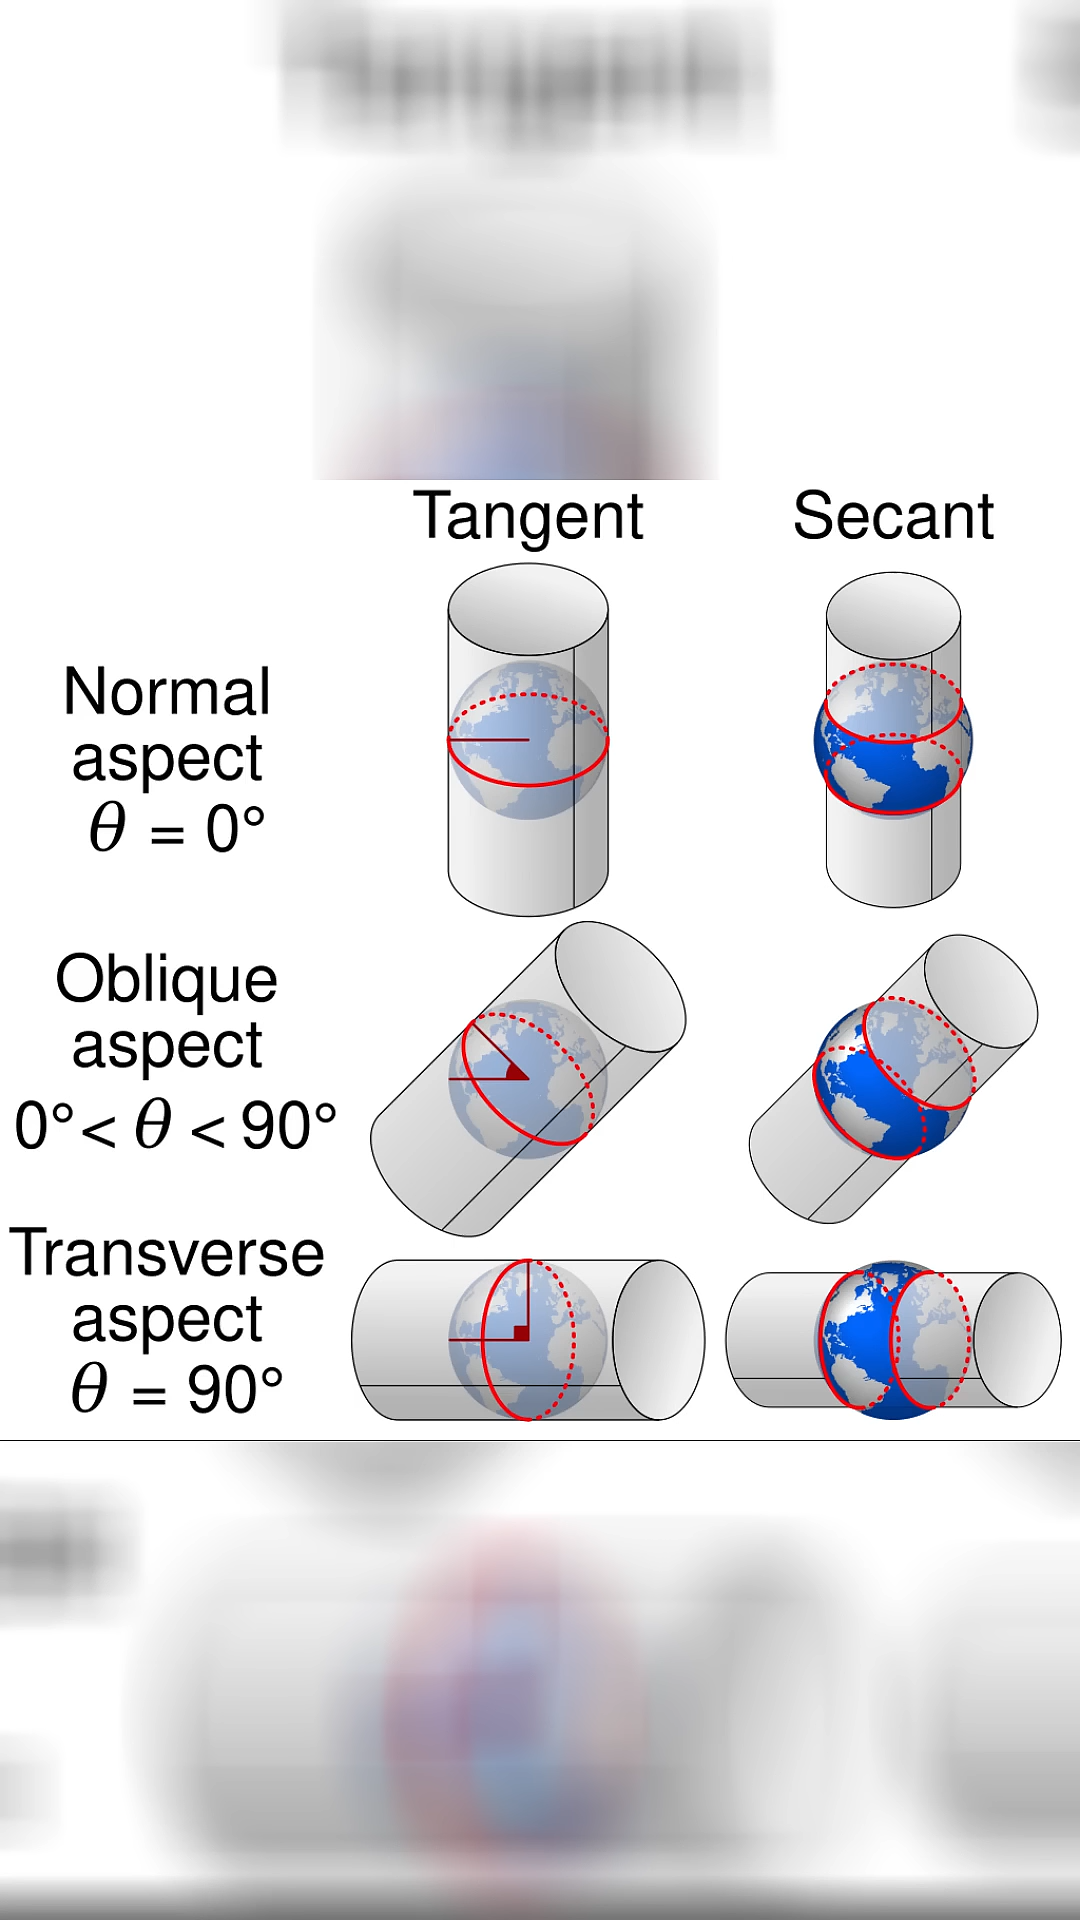 Tangent
Secant
Normal
aspect
θ = 0°
Oblique
aspect
0°< θ < 90°
Transverse
aspect
θ = 90°